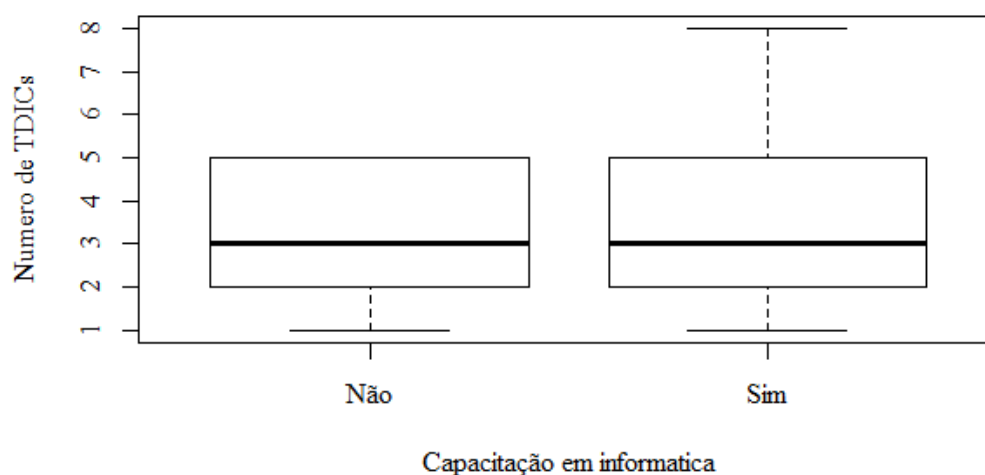 Numero de TDICs
8
7
6
5
4
3
2
1
Não Sim
Capacitação em informatica